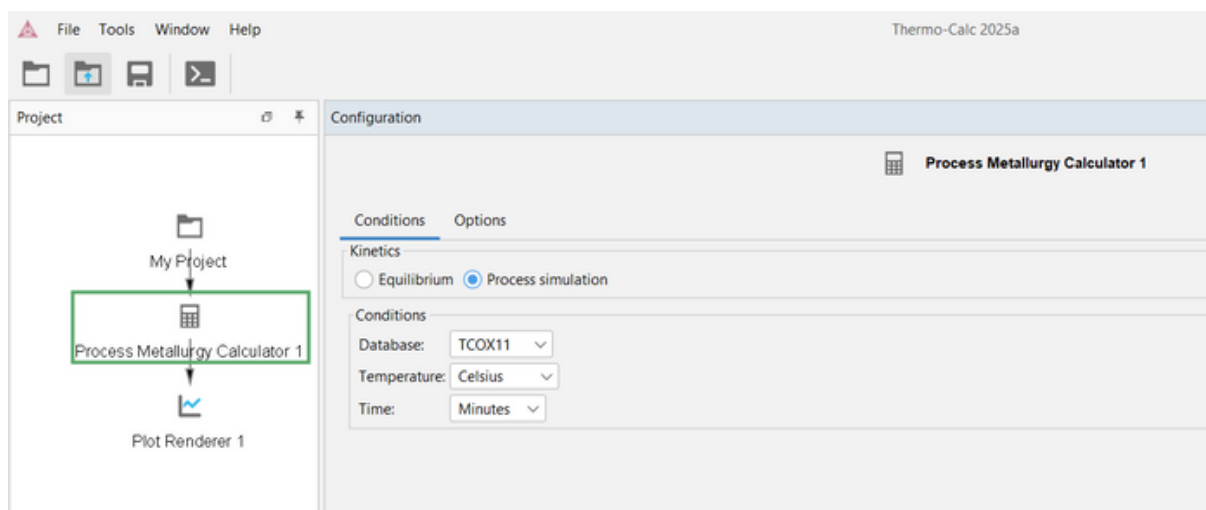 File Tools Window Help
Thermo-Calc 2025a
Project
Configuration
Process Metallurgy Calculator 1
Conditions Options
Kinetics
Equilibrium Process simulation
Conditions
Database: TCOX11
Temperature: Celsius
Time: Minutes
My Project
Process Metallurgy Calculator 1
Plot Renderer 1